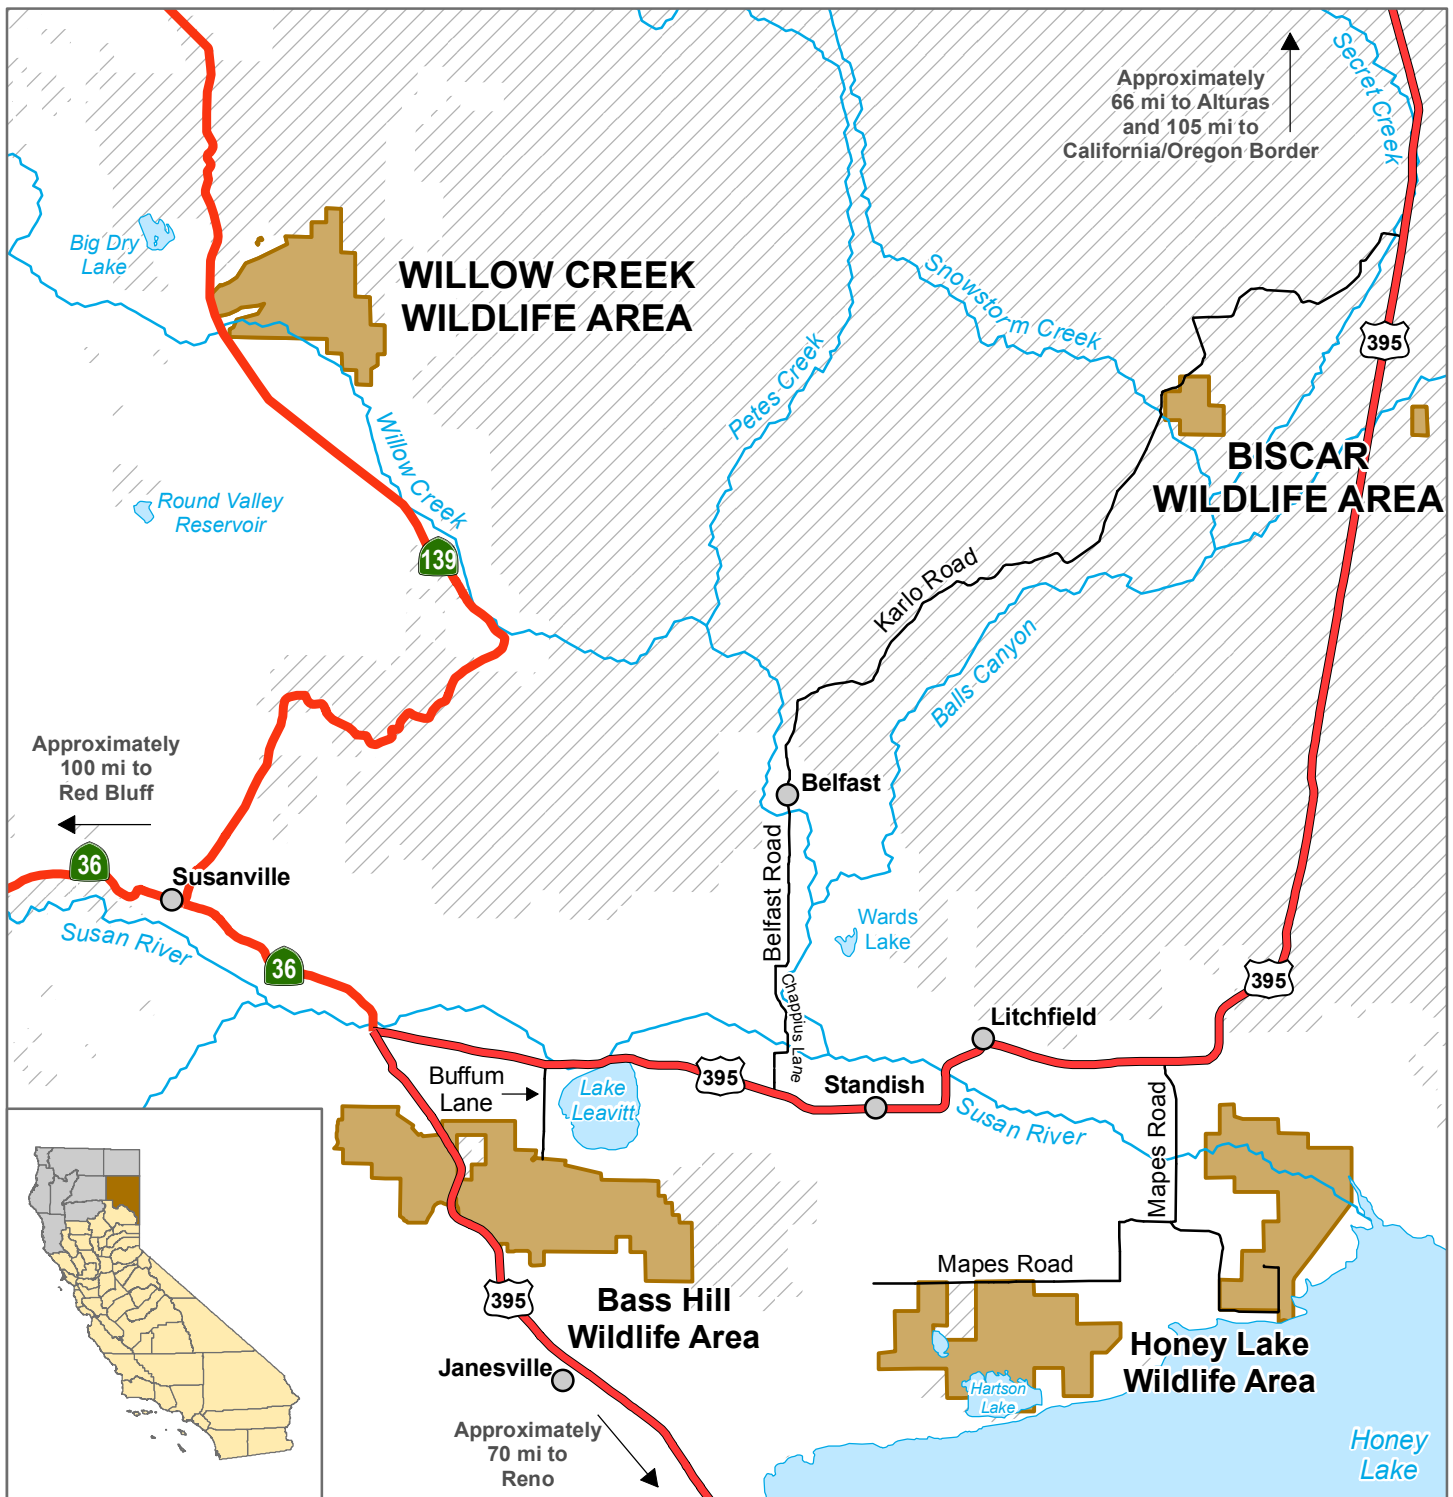 Approximately
66 mi to Alturas
and 105 mi to
California/Oregon Border
Secret Creek
Big Dry
Lake
WILLOW CREEK
WILDLIFE AREA
Snowstorm Creek
395
Petes Creek
Willow Creek
BISCAR
WILDLIFE AREA
Round Valley
Reservoir
139
Karlo Road
Balls Canyon
Approximately
100 mi to
Red Bluff
Belfast
36
Susanville
Belfast Road
Wards
Lake
Susan River
36
395
Chappius Lane
Litchfield
Buffum
Lane
Lake
Leavitt
395
Standish
Susan River
Mapes Road
Mapes Road
395
Bass Hill
Wildlife Area
Honey Lake
Wildlife Area
Janesville
Hartson
Lake
Approximately
70 mi to
Reno
Honey
Lake